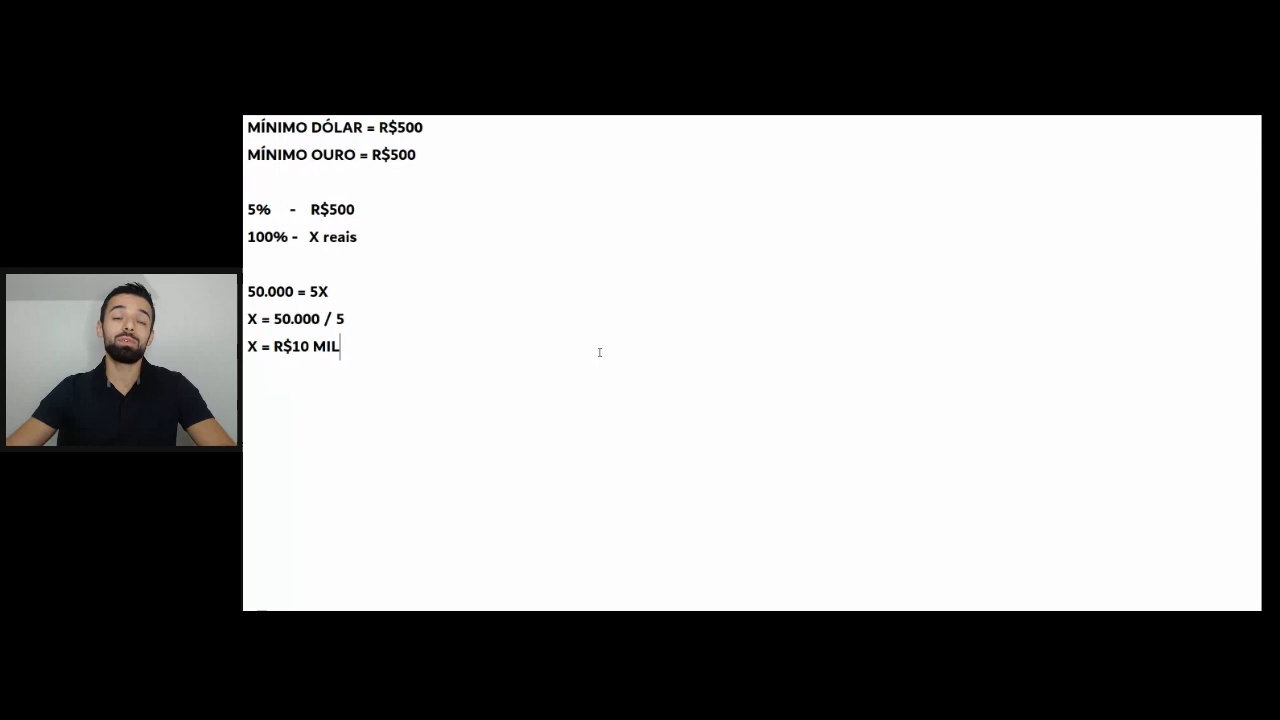 MÍNIMO DÓLAR = R$500
MÍNIMO OURO = R$500
5% - R$500
100% - X reais
50.000 = 5X
X = 50.000 / 5
X = R$10 MIL